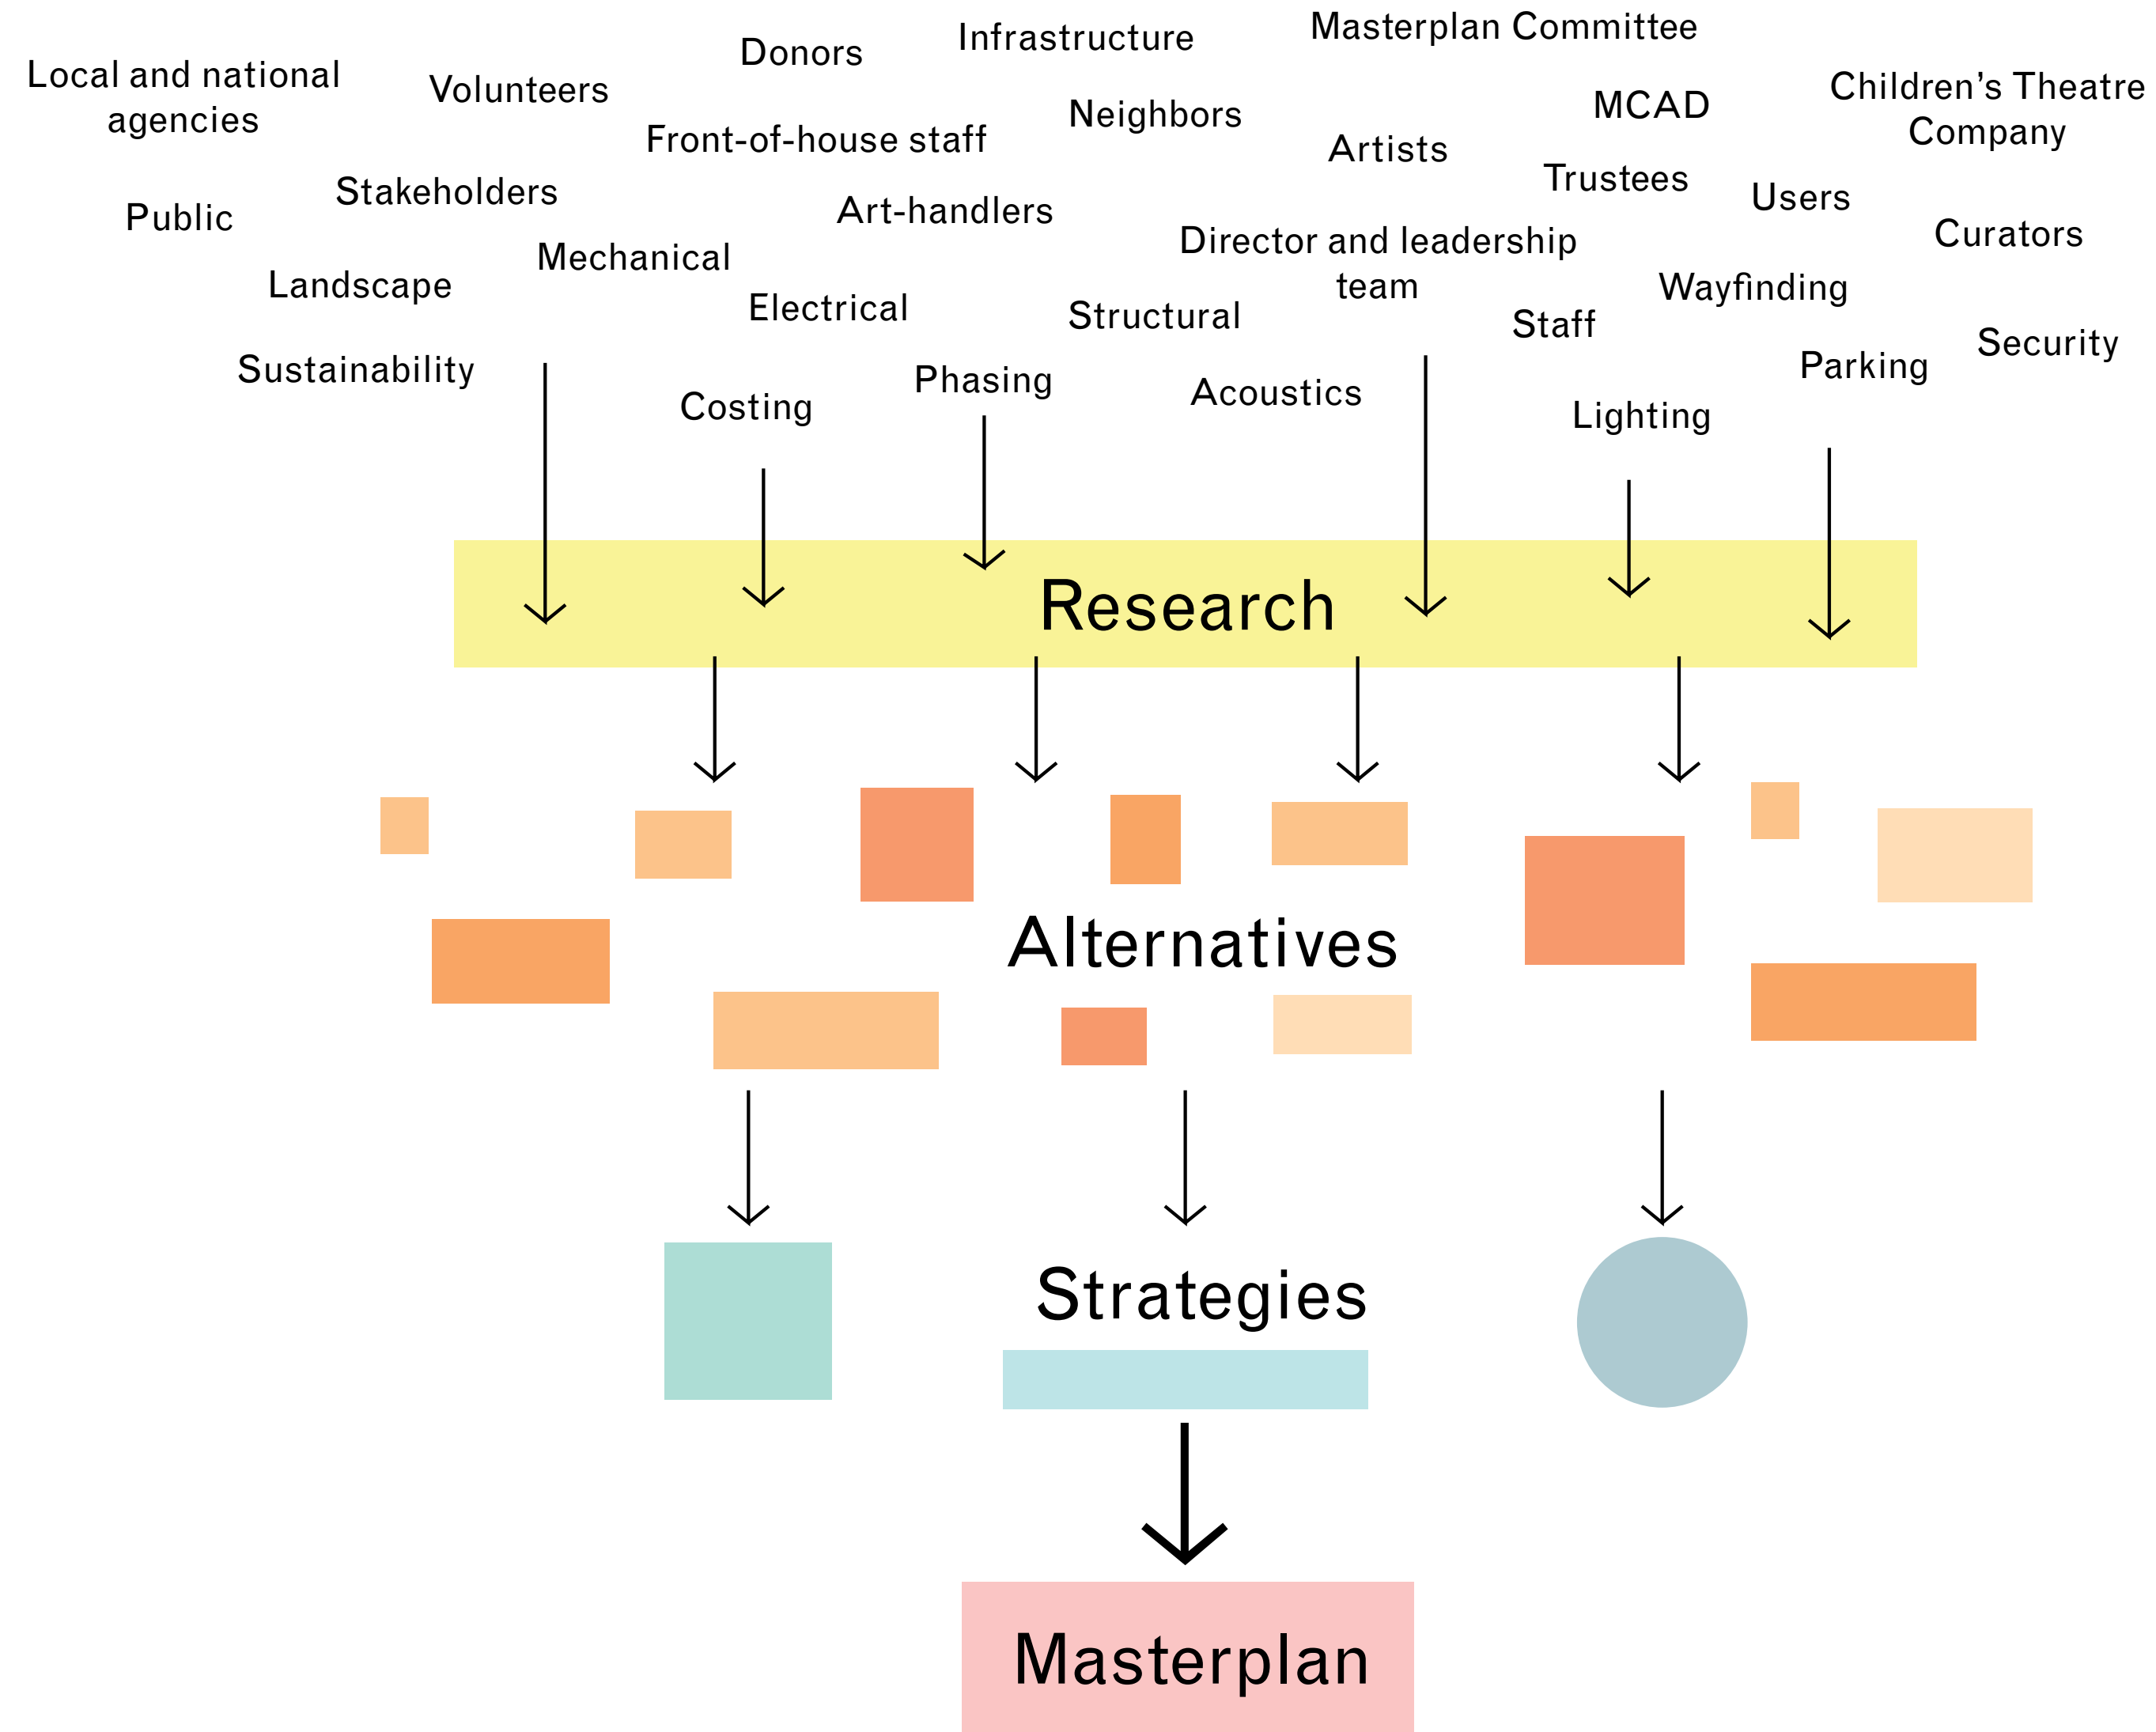 Masterplan Committee
Infrastructure
Donors
Local and national
agencies
Volunteers
Children’s Theatre
Company
MCAD
Neighbors
Front-of-house staff
Artists
Trustees
Stakeholders
Users
Art-handlers
Public
Curators
Director and leadership
team
Mechanical
Landscape
Wayfinding
Electrical
Structural
Staff
Security
Parking
Sustainability
Phasing
Acoustics
Costing
Lighting
Research
Alternatives
Strategies
Masterplan